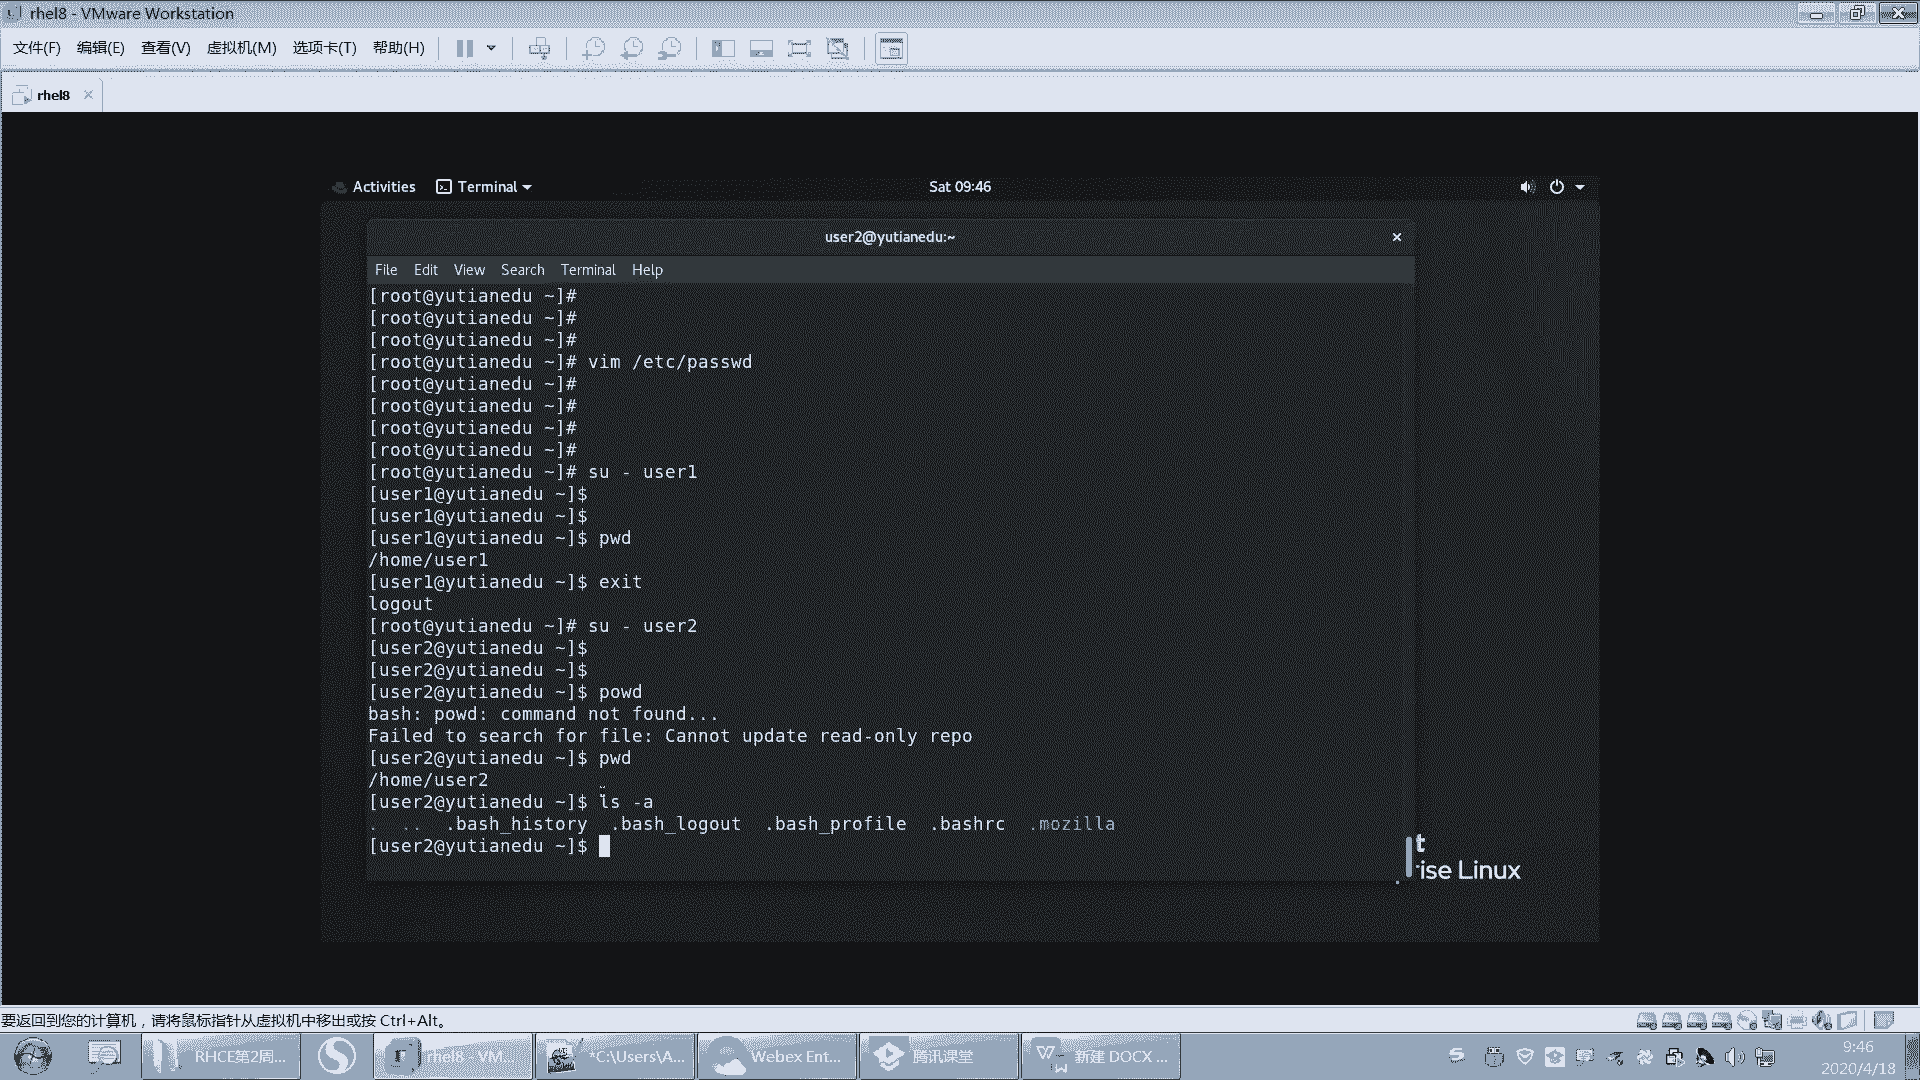 rhel8 - VMware Workstation
文件(F) 编辑(E) 查看(V) 虚拟机(M) 选项卡(T) 帮助(H)
rhel8
Activities Terminal Sat 09:46
user2@yutianedu:~
File Edit View Search Terminal Help
[root@yutianedu ~]#
[root@yutianedu ~]#
[root@yutianedu ~]#
[root@yutianedu ~]# vim /etc/passwd
[root@yutianedu ~]#
[root@yutianedu ~]#
[root@yutianedu ~]#
[root@yutianedu ~]#
[root@yutianedu ~]# su - user1
[user1@yutianedu ~]$
[user1@yutianedu ~]$
[user1@yutianedu ~]$ pwd
/home/user1
[user1@yutianedu ~]$ exit
logout
[root@yutianedu ~]# su - user2
[user2@yutianedu ~]$
[user2@yutianedu ~]$
[user2@yutianedu ~]$ powd
bash: powd: command not found...
Failed to search for file: Cannot update read-only repo
[user2@yutianedu ~]$ pwd
/home/user2
[user2@yutianedu ~]$ ls -a
. .. .bash_history .bash_logout .bash_profile .bashrc .mozilla
[user2@yutianedu ~]$
t
ise Linux
要返回到您的计算机，请将鼠标指针从虚拟机中移出或按 Ctrl+Alt。
RHCE第2周... rhel8 - VM... *C:\Users\A... Webex Ent... 腾讯课堂 新建 DOCX ... 9:46
2020/4/18